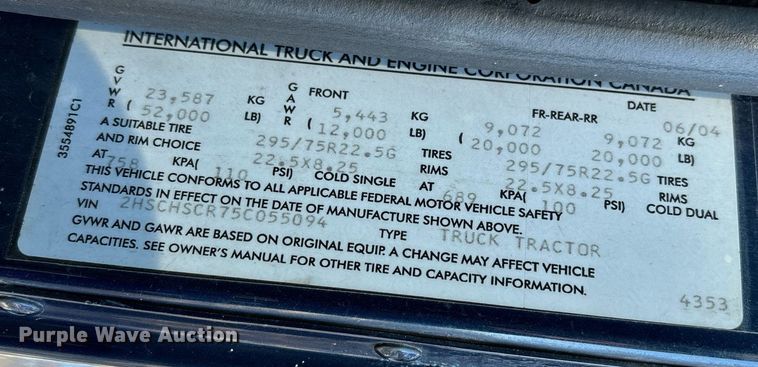 INTERNATIONAL TRUCK AND ENGINE CORPORATION CANADA
GVWR 23,587 KG GAWR FRONT 5,443 KG FR-REAR-RR DATE 06/04
( 52,000 LB) ( 12,000 LB) 9,072 9,072 KG
( 20,000 20,000 LB)
A SUITABLE TIRE 295/75R22.5G TIRES 295/75R22.5G TIRES
AND RIM CHOICE 22.5X8.25 RIMS 22.5X8.25 RIMS
AT 758 KPA( 110 PSI) COLD SINGLE AT 689 KPA( 100 PSI) COLD DUAL
THIS VEHICLE CONFORMS TO ALL APPLICABLE FEDERAL MOTOR VEHICLE SAFETY
STANDARDS IN EFFECT ON THE DATE OF MANUFACTURE SHOWN ABOVE.
VIN 2HSCHSCR75C055094 TYPE TRUCK TRACTOR
GVWR AND GAWR ARE BASED ON ORIGINAL EQUIP. A CHANGE MAY AFFECT VEHICLE
CAPACITIES. SEE OWNER'S MANUAL FOR OTHER TIRE AND CAPACITY INFORMATION.
4353
3554891C1
Purple Wave Auction